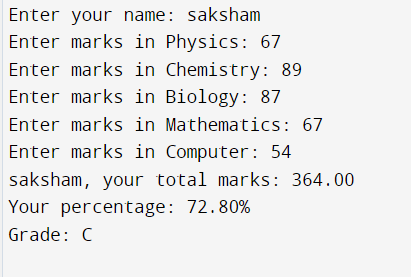 Enter your name: saksham
Enter marks in Physics: 67
Enter marks in Chemistry: 89
Enter marks in Biology: 87
Enter marks in Mathematics: 67
Enter marks in Computer: 54
saksham, your total marks: 364.00
Your percentage: 72.80%
Grade: C